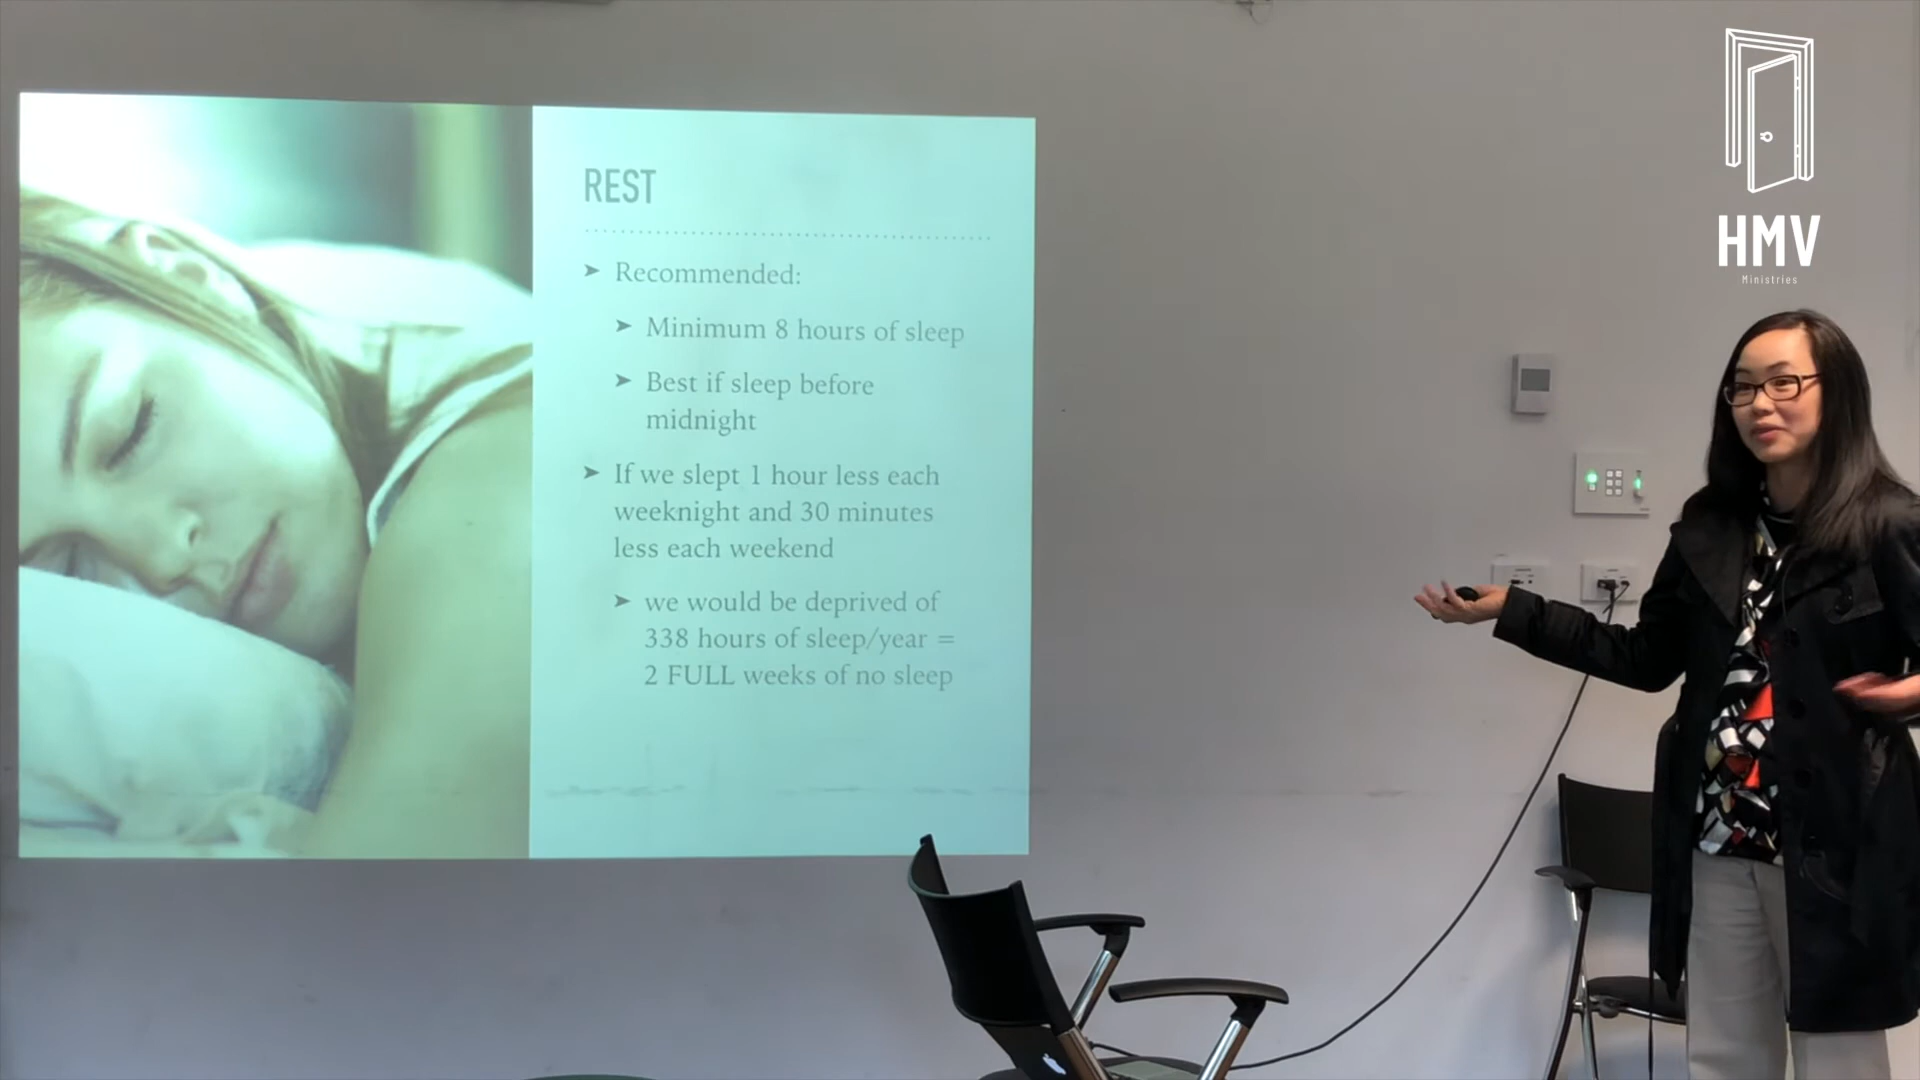 REST
➤ Recommended:
➤ Minimum 8 hours of sleep
➤ Best if sleep before
midnight
➤ If we slept 1 hour less each
weeknight and 30 minutes
less each weekend
➤ we would be deprived of
338 hours of sleep/year =
2 FULL weeks of no sleep
HMV
Ministries